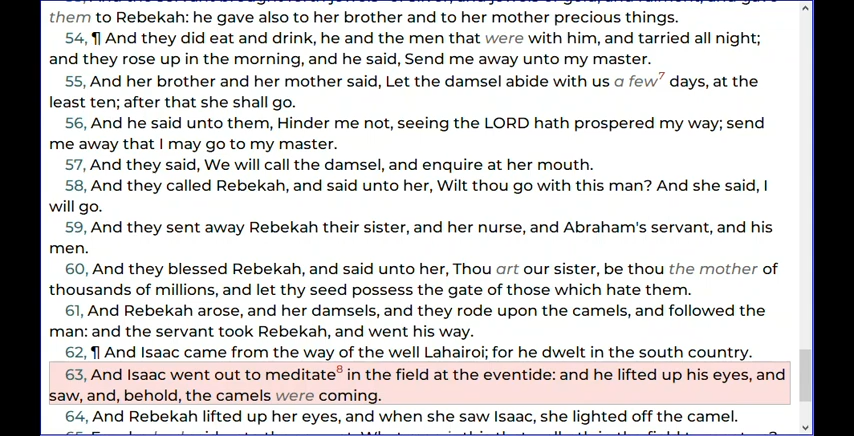 them to Rebekah: he gave also to her brother and to her mother precious things.
54, ¶ And they did eat and drink, he and the men that were with him, and tarried all night;
and they rose up in the morning, and he said, Send me away unto my master.
55, And her brother and her mother said, Let the damsel abide with us a few7 days, at the
least ten; after that she shall go.
56, And he said unto them, Hinder me not, seeing the LORD hath prospered my way; send
me away that I may go to my master.
57, And they said, We will call the damsel, and enquire at her mouth.
58, And they called Rebekah, and said unto her, Wilt thou go with this man? And she said, I
will go.
59, And they sent away Rebekah their sister, and her nurse, and Abraham's servant, and his
men.
60, And they blessed Rebekah, and said unto her, Thou art our sister, be thou the mother of
thousands of millions, and let thy seed possess the gate of those which hate them.
61, And Rebekah arose, and her damsels, and they rode upon the camels, and followed the
man: and the servant took Rebekah, and went his way.
62, ¶ And Isaac came from the way of the well Lahairoi; for he dwelt in the south country.
63, And Isaac went out to meditate8 in the field at the eventide: and he lifted up his eyes, and
saw, and, behold, the camels were coming.
64, And Rebekah lifted up her eyes, and when she saw Isaac, she lighted off the camel.